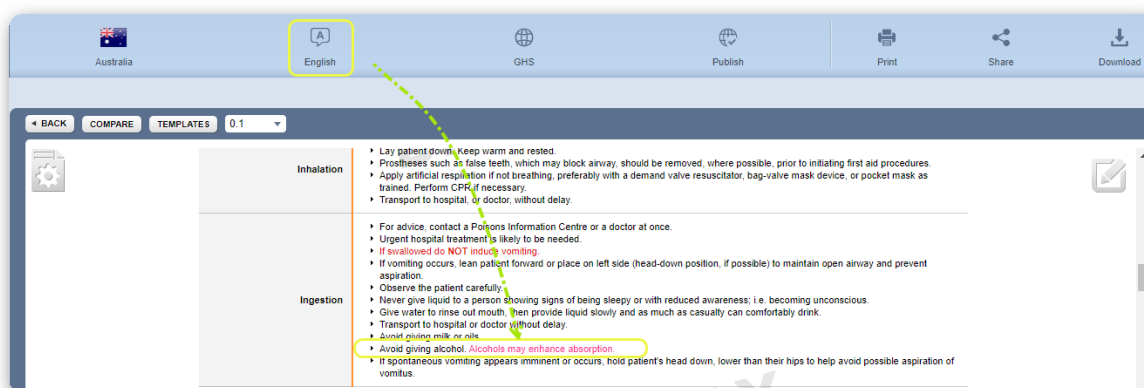 Australia
English
GHS
Publish
Print
Share
Download
BACK
COMPARE
TEMPLATES
0.1
Inhalation
Lay patient down. Keep warm and rested.
Prostheses such as false teeth, which may block airway, should be removed, where possible, prior to initiating first aid procedures.
Apply artificial respiration if not breathing, preferably with a demand valve resuscitator, bag-valve mask device, or pocket mask as
trained. Perform CPR if necessary.
Transport to hospital, or doctor, without delay.
Ingestion
For advice, contact a Poisons Information Centre or a doctor at once.
Urgent hospital treatment is likely to be needed.
If swallowed do NOT induce vomiting.
If vomiting occurs, lean patient forward or place on left side (head-down position, if possible) to maintain open airway and prevent
aspiration.
Observe the patient carefully.
Never give liquid to a person showing signs of being sleepy or with reduced awareness; i.e. becoming unconscious.
Give water to rinse out mouth, then provide liquid slowly and as much as casualty can comfortably drink.
Transport to hospital or doctor without delay.
Avoid giving milk or oils.
Avoid giving alcohol. Alcohols may enhance absorption.
If spontaneous vomiting appears imminent or occurs, hold patient's head down, lower than their hips to help avoid possible aspiration of
vomitus.